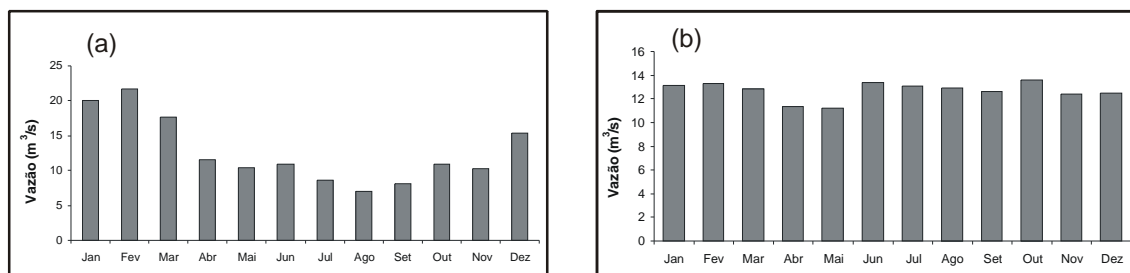 (a)
Vazão (m³/s)
25
20
15
10
5
0
Jan Fev Mar Abr Mai Jun Jul Ago Set Out Nov Dez
(b)
Vazão (m³/s)
16
14
12
10
8
6
4
2
0
Jan Fev Mar Abr Mai Jun Jul Ago Set Out Nov Dez